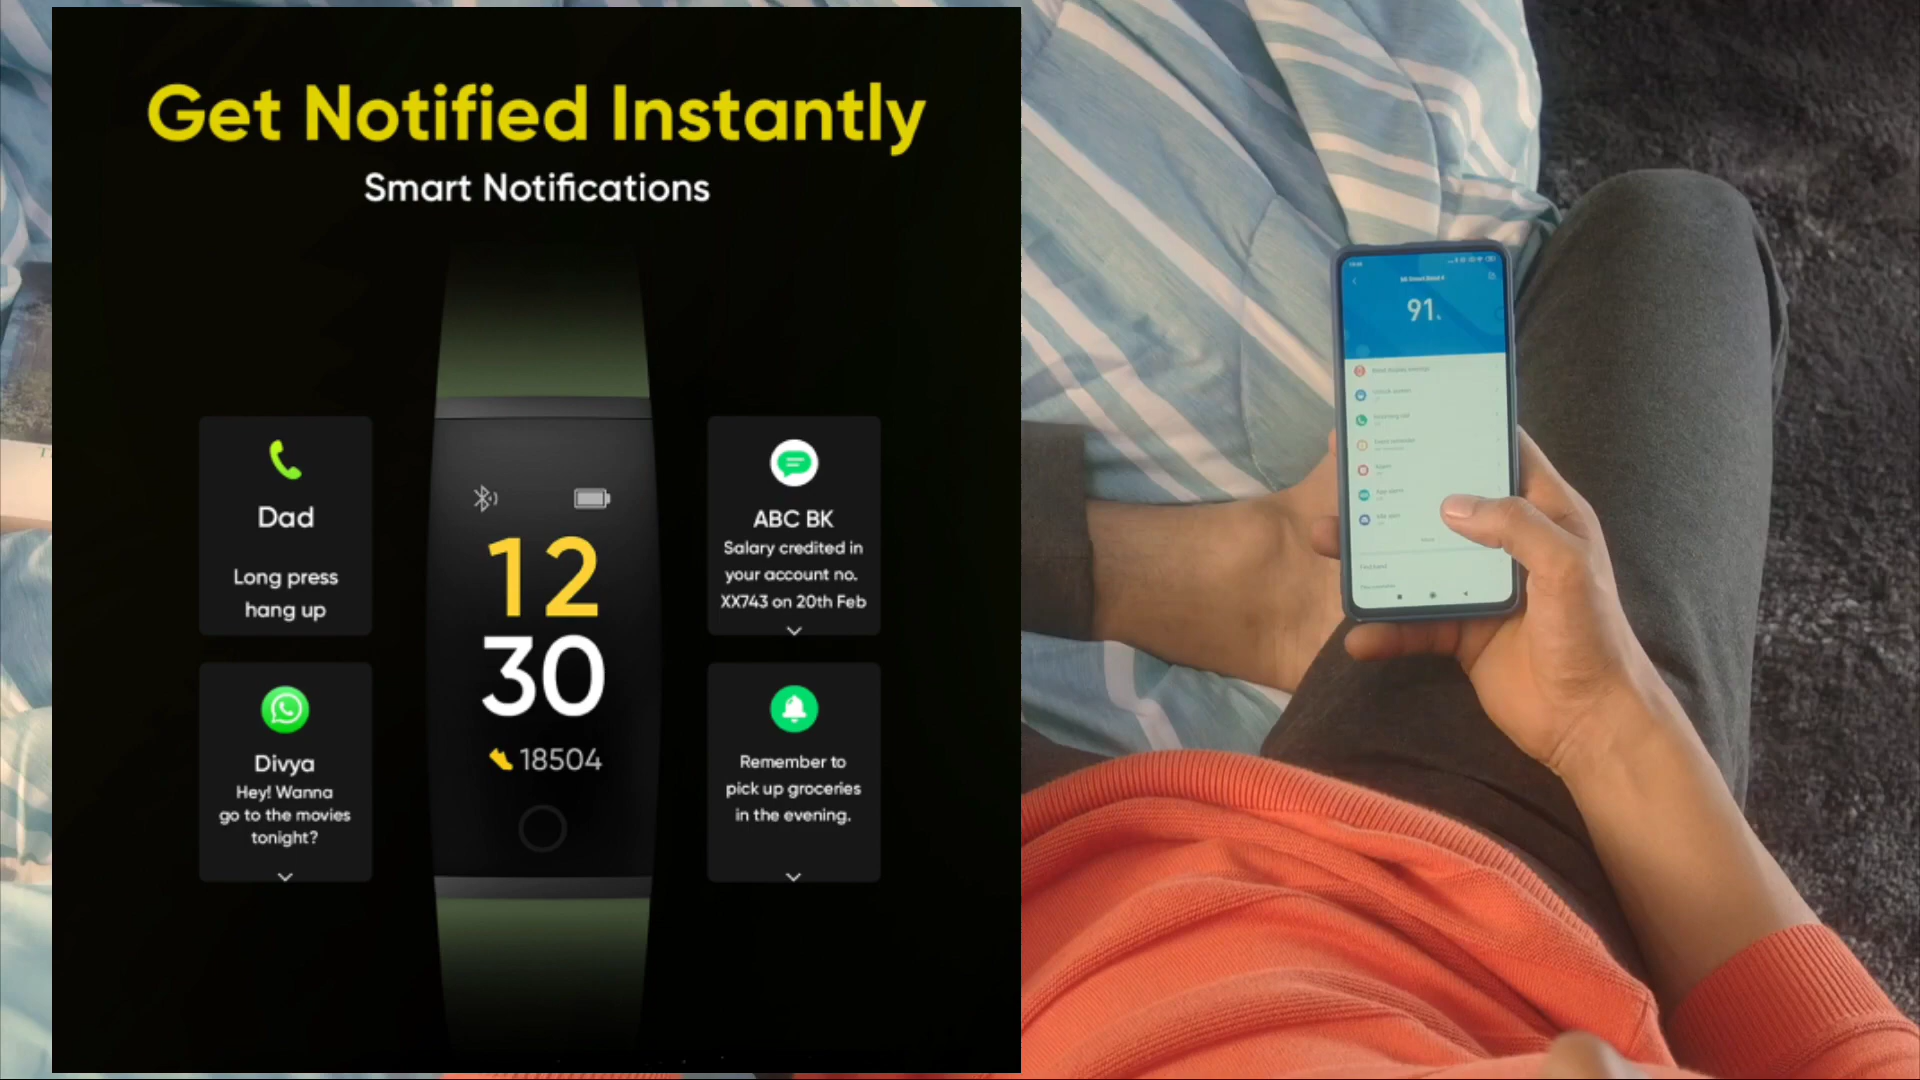 Get Notified Instantly
Smart Notifications
Dad
Long press
hang up
ABC BK
Salary credited in
your account no.
XX743 on 20th Feb
12
30
18504
Divya
Hey! Wanna
go to the movies
tonight?
Remember to
pick up groceries
in the evening.
91
Incoming call